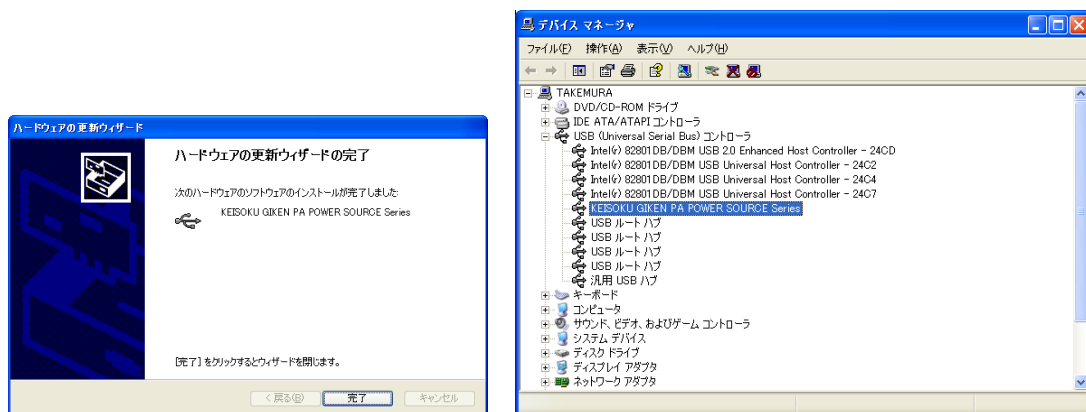 ハードウェアの更新ウィザード
ハードウェアの更新ウィザードの完了
次のハードウェアのソフトウェアのインストールが完了しました:
KEISOKU GIKEN PA POWER SOURCE Series
[完了] をクリックするとウィザードを閉じます。
< 戻る(B)
完了
キャンセル
デバイス マネージャ
ファイル(F) 操作(A) 表示(V) ヘルプ(H)
TAKEMURA
DVD/CD-ROM ドライブ
IDE ATA/ATAPI コントローラ
USB (Universal Serial Bus) コントローラ
Intel(r) 82801DB/DBM USB 2.0 Enhanced Host Controller - 24CD
Intel(r) 82801DB/DBM USB Universal Host Controller - 24C2
Intel(r) 82801DB/DBM USB Universal Host Controller - 24C4
Intel(r) 82801DB/DBM USB Universal Host Controller - 24C7
KEISOKU GIKEN PA POWER SOURCE Series
USB ルート ハブ
USB ルート ハブ
USB ルート ハブ
USB ルート ハブ
汎用 USB ハブ
キーボード
コンピュータ
サウンド、ビデオ、およびゲーム コントローラ
システム デバイス
ディスク ドライブ
ディスプレイ アダプタ
ネットワーク アダプタ